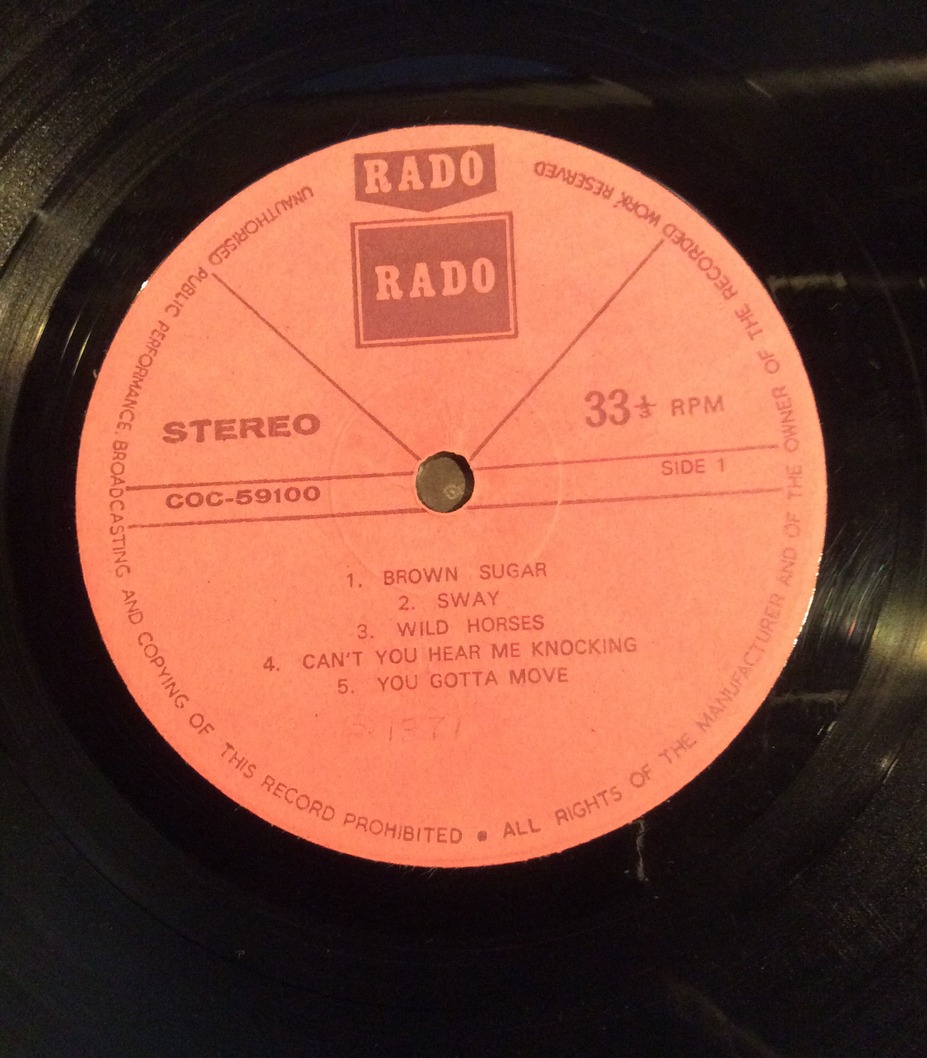 RADO
RADO
STEREO
33 1/3 RPM
SIDE 1
COC-59100
1. BROWN SUGAR
2. SWAY
3. WILD HORSES
4. CAN'T YOU HEAR ME KNOCKING
5. YOU GOTTA MOVE
UNAUTHORISED PUBLIC PERFORMANCE, BROADCASTING AND COPYING OF THIS RECORD PROHIBITED • ALL RIGHTS OF THE MANUFACTURER AND OF THE OWNER OF THE RECORDED WORK RESERVED